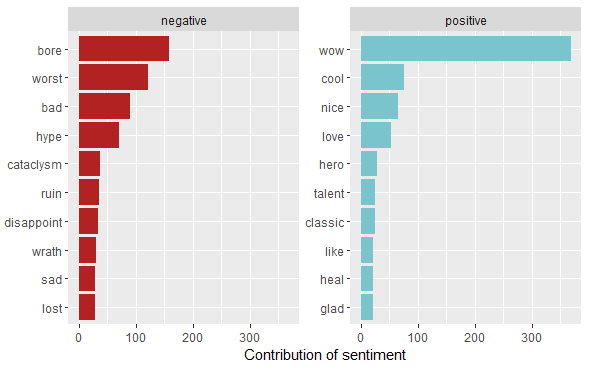 negative
bore
worst
bad
hype
cataclysm
ruin
disappoint
wrath
sad
lost
0 100 200 300
positive
wow
cool
nice
love
hero
talent
classic
like
heal
glad
0 100 200 300
Contribution of sentiment